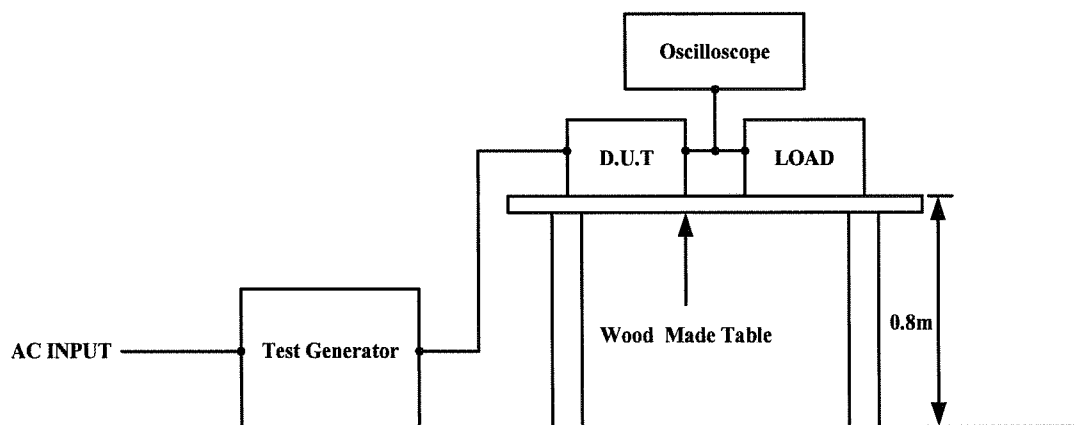 Oscilloscope
D.U.T
LOAD
0.8m
Wood Made Table
AC INPUT
Test Generator